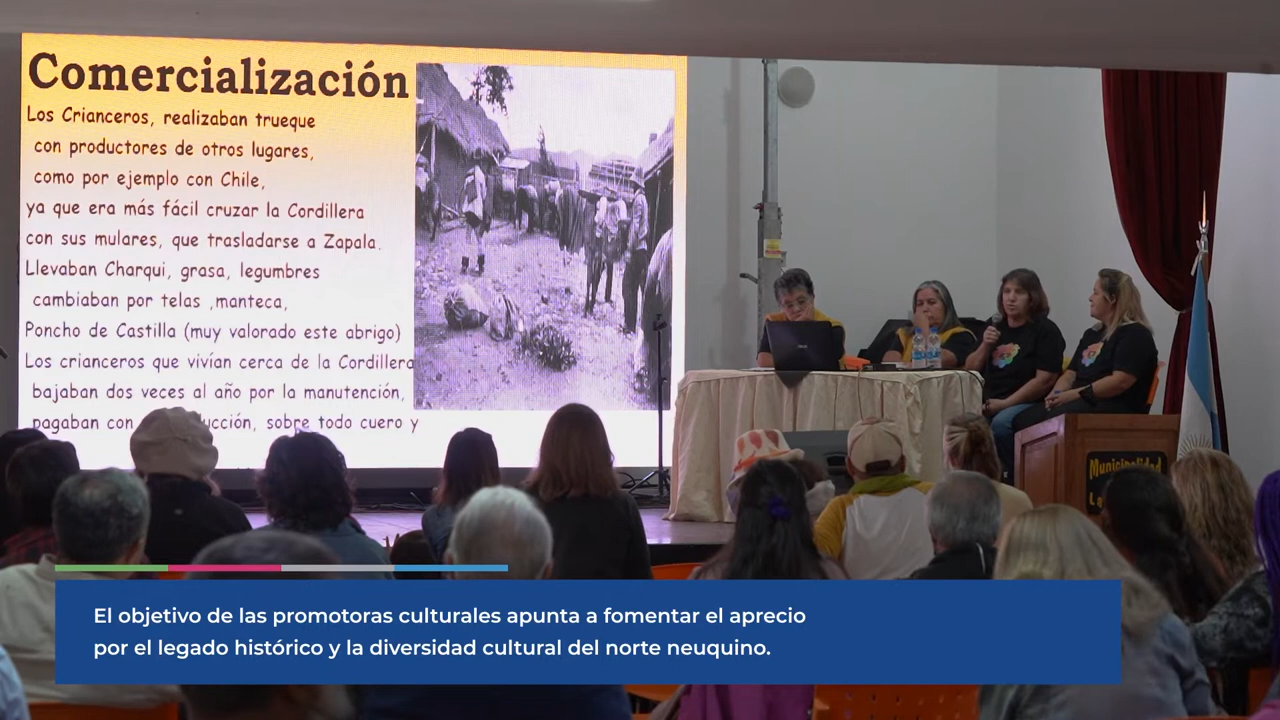 Comercialización
Los Crianceros, realizaban trueque
con productores de otros lugares,
como por ejemplo con Chile,
ya que era más fácil cruzar la Cordillera
con sus mulares, que trasladarse a Zapala.
Llevaban Charqui, grasa, legumbres
cambiaban por telas ,manteca,
Poncho de Castilla (muy valorado este abrigo)
Los crianceros que vivían cerca de la Cordillera
bajaban dos veces al año por la manutención,
pagaban con ucción, sobre todo cuero y
Municipalidad
El objetivo de las promotoras culturales apunta a fomentar el aprecio
por el legado histórico y la diversidad cultural del norte neuquino.